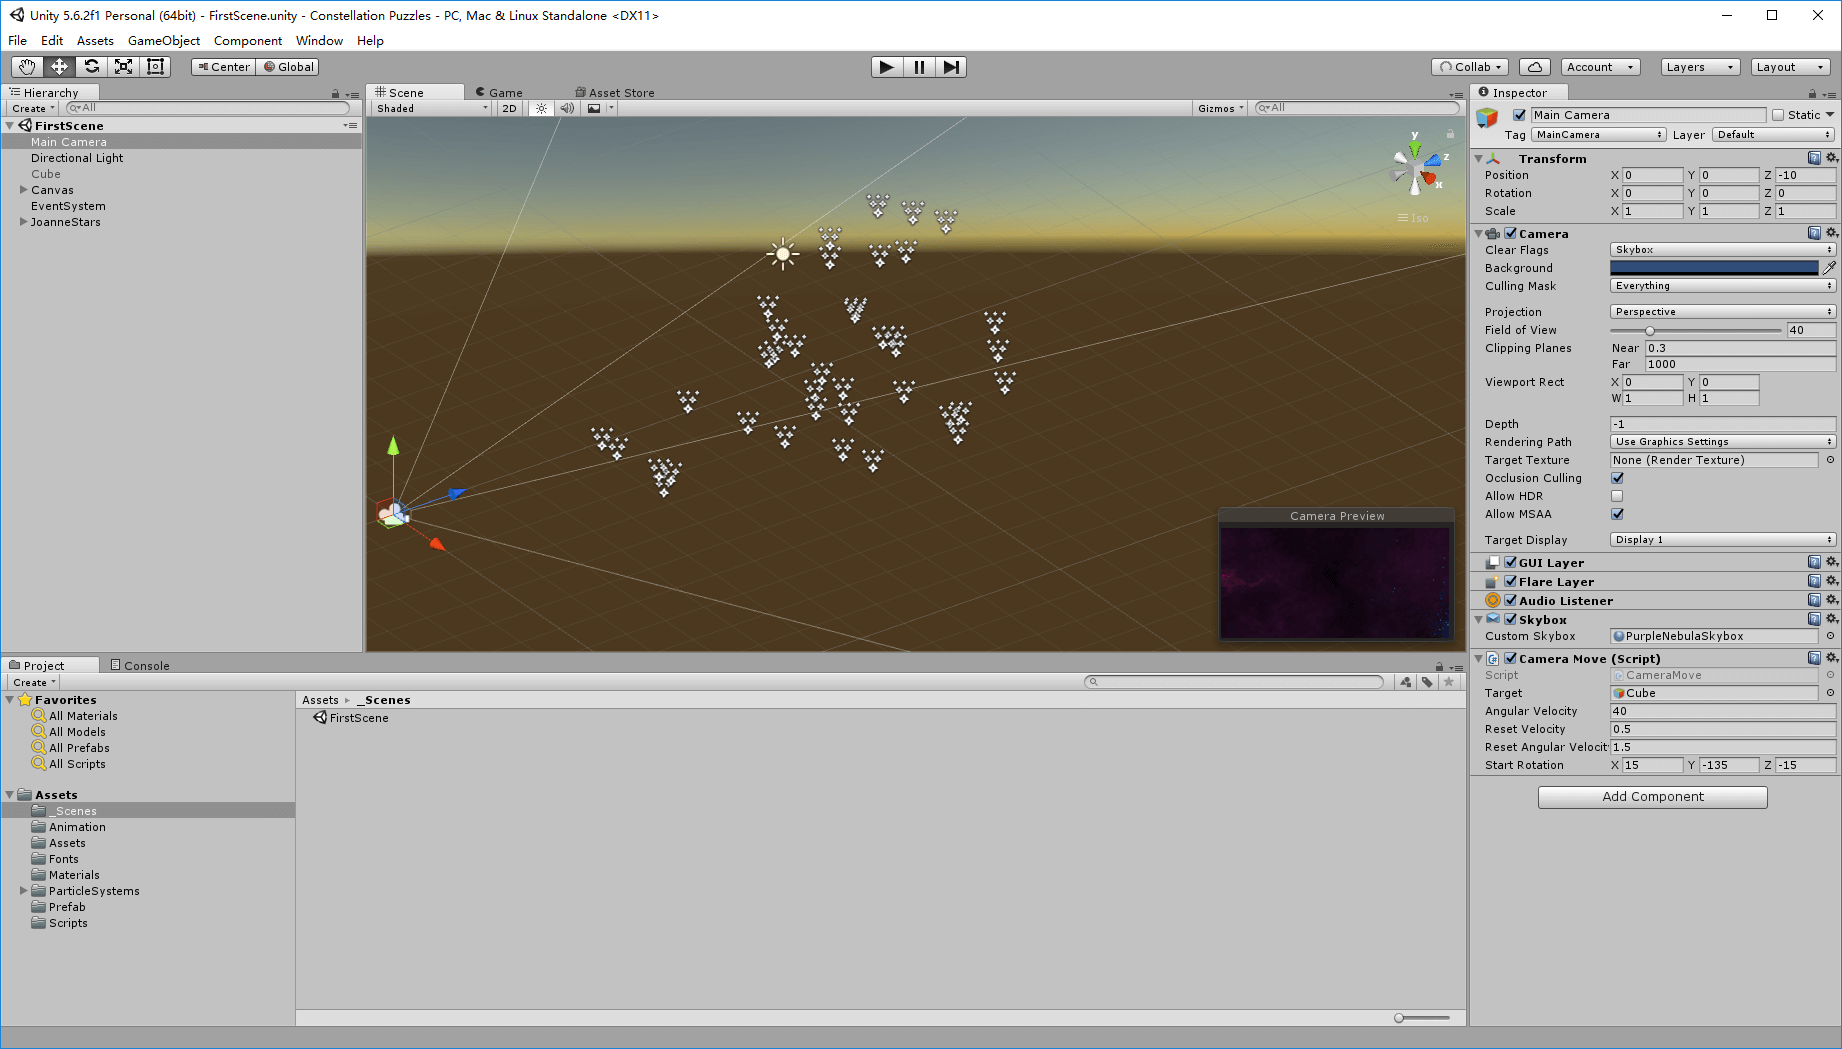 Unity 5.6.2f1 Personal (64bit) - FirstScene.unity - Constellation Puzzles - PC, Mac & Linux Standalone <DX11>
File Edit Assets GameObject Component Window Help
Center Global Collab Account Layers Layout
Hierarchy
Create All
FirstScene
Main Camera
Directional Light
Cube
Canvas
EventSystem
JoanneStars
Scene Game Asset Store
Shaded 2D Gizmos All
y
z
x
Iso
Camera Preview
Inspector
Main Camera Static
Tag MainCamera Layer Default
Transform
Position X 0 Y 0 Z -10
Rotation X 0 Y 0 Z 0
Scale X 1 Y 1 Z 1
Camera
Clear Flags Skybox
Background
Culling Mask Everything
Projection Perspective
Field of View 40
Clipping Planes Near 0.3
Far 1000
Viewport Rect X 0 Y 0
W 1 H 1
Depth -1
Rendering Path Use Graphics Settings
Target Texture None (Render Texture)
Occlusion Culling
Allow HDR
Allow MSAA
Target Display Display 1
GUI Layer
Flare Layer
Audio Listener
Skybox
Custom Skybox PurpleNebulaSkybox
Camera Move (Script)
Script CameraMove
Target Cube
Angular Velocity 40
Reset Velocity 0.5
Reset Angular Velocit 1.5
Start Rotation X 15 Y -135 Z -15
Add Component
Project Console
Create
Favorites
All Materials
All Models
All Prefabs
All Scripts
Assets
_Scenes
Animation
Assets
Fonts
Materials
ParticleSystems
Prefab
Scripts
Assets _Scenes
FirstScene